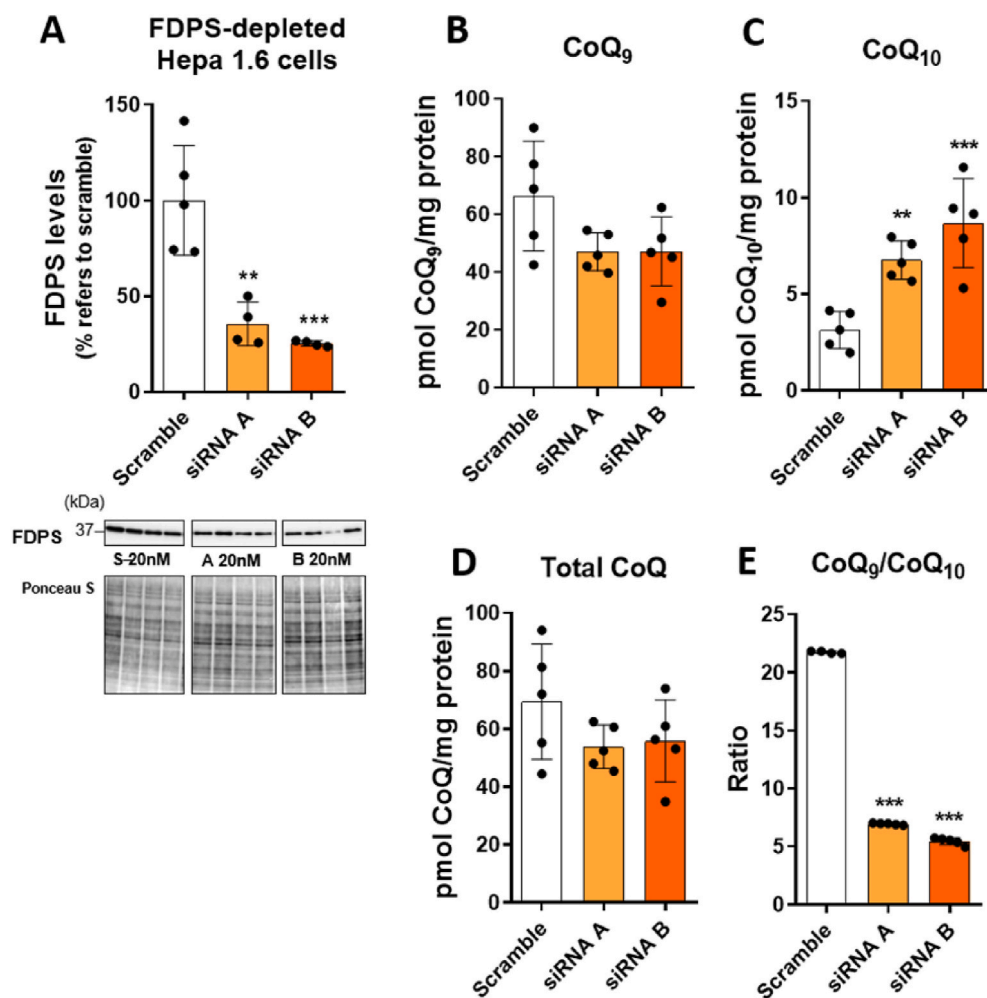 A
FDPS-depleted
Hepa 1.6 cells
FDPS levels
(% refers to scramble)
150
100
50
0
**
***
Scramble
siRNA A
siRNA B
(kDa)
FDPS
37
S-20nM
A 20nM
B 20nM
Ponceau S
B
CoQ₉
pmol CoQ₉/mg protein
100
80
60
40
20
0
Scramble
siRNA A
siRNA B
C
CoQ₁₀
pmol CoQ₁₀/mg protein
15
10
5
0
**
***
Scramble
siRNA A
siRNA B
D
Total CoQ
pmol CoQ/mg protein
100
80
60
40
20
0
Scramble
siRNA A
siRNA B
E
CoQ₉/CoQ₁₀
Ratio
25
22
15
10
5
0
***
***
Scramble
siRNA A
siRNA B